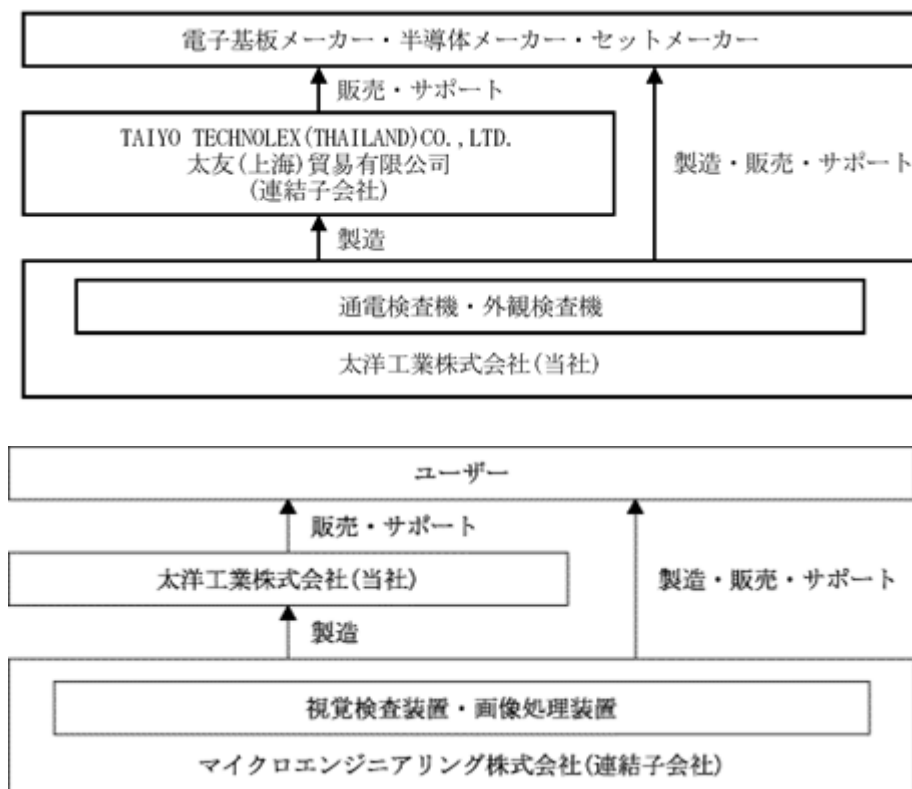 電子基板メーカー・半導体メーカー・セットメーカー
販売・サポート
TAIYO TECHNOLEX(THAILAND)CO.,LTD.
太友(上海)貿易有限公司
(連結子会社)
製造・販売・サポート
製造
通電検査機・外観検査機
太洋工業株式会社(当社)
ユーザー
販売・サポート
太洋工業株式会社(当社)
製造・販売・サポート
製造
視覚検査装置・画像処理装置
マイクロエンジニアリング株式会社(連結子会社)